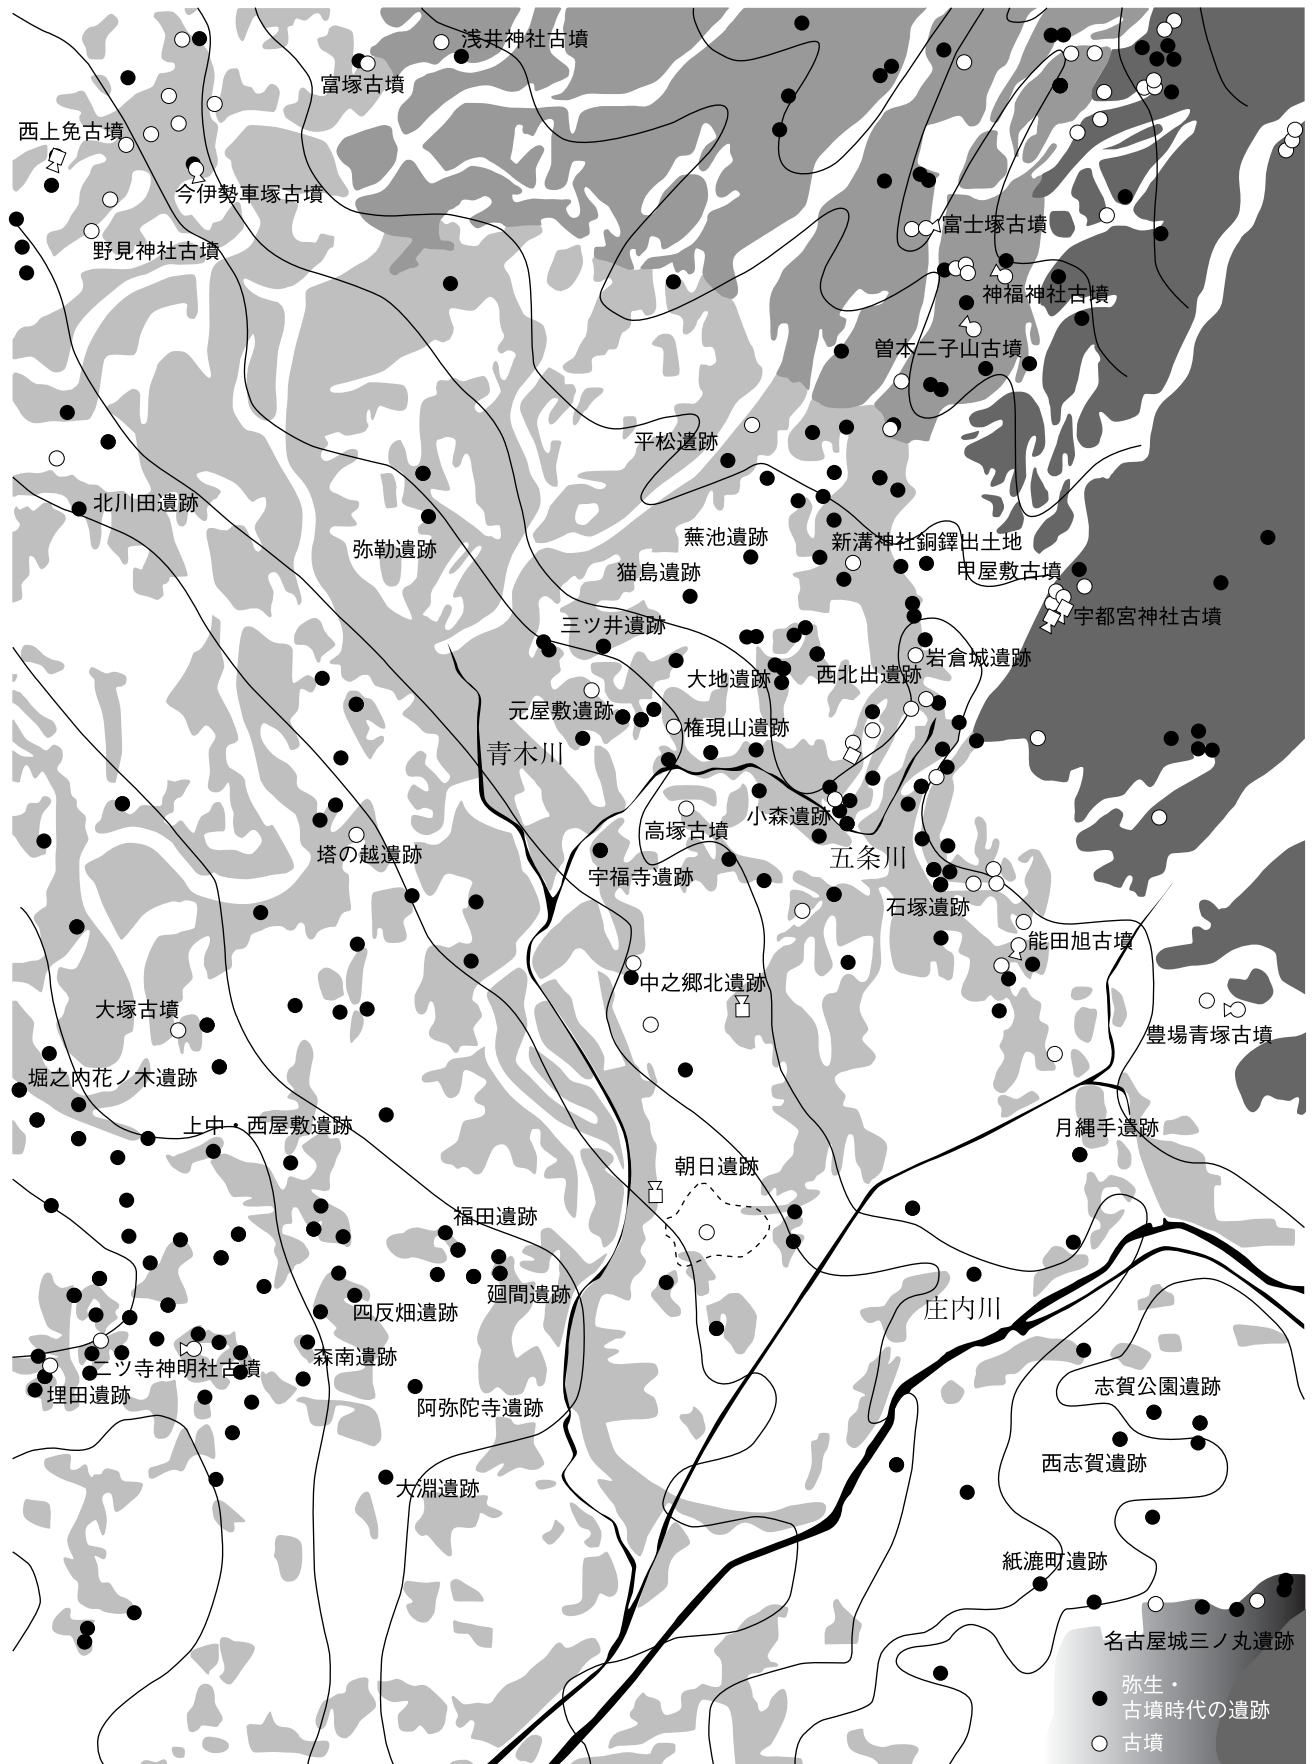 浅井神社古墳
富塚古墳
西上免古墳
今伊勢車塚古墳
富士塚古墳
野見神社古墳
神福神社古墳
曽本二子山古墳
平松遺跡
北川田遺跡
蕪池遺跡
新溝神社銅鐸出土地
弥勒遺跡
猫島遺跡
甲屋敷古墳
宇都宮神社古墳
三ツ井遺跡
岩倉城遺跡
大地遺跡
西北出遺跡
元屋敷遺跡
権現山遺跡
青木川
小森遺跡
高塚古墳
塔の越遺跡
五条川
宇福寺遺跡
石塚遺跡
能田旭古墳
中之郷北遺跡
大塚古墳
豊場青塚古墳
堀之内花ノ木遺跡
上中・西屋敷遺跡
月縄手遺跡
朝日遺跡
福田遺跡
廻間遺跡
四反畑遺跡
庄内川
森南遺跡
二ツ寺神明社古墳
埋田遺跡
志賀公園遺跡
阿弥陀寺遺跡
西志賀遺跡
大淵遺跡
紙漉町遺跡
名古屋城三ノ丸遺跡
弥生・
古墳時代の遺跡
古墳